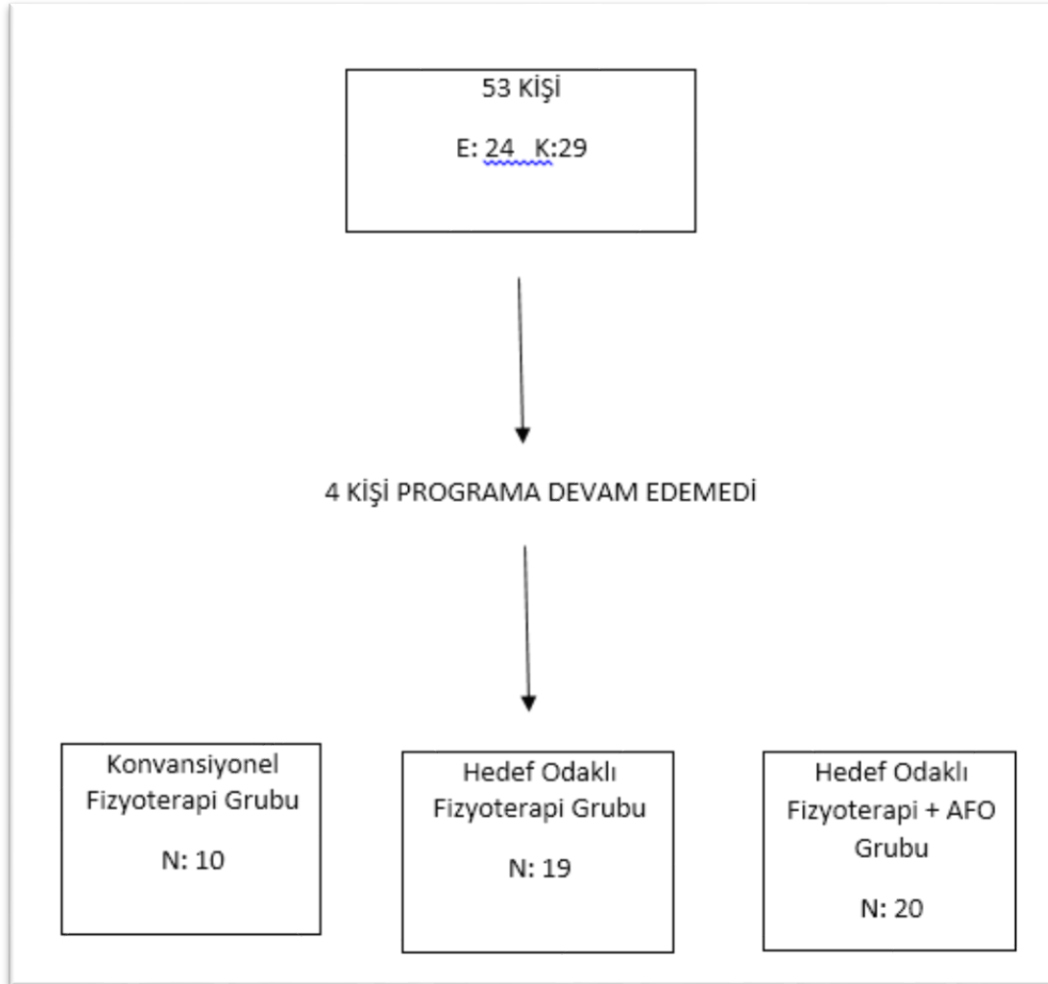 53 KİŞİ
E: 24   K:29
4 KİŞİ PROGRAMA DEVAM EDEMEDİ
Konvansiyonel
Fizyoterapi Grubu
N: 10
Hedef Odaklı
Fizyoterapi Grubu
N: 19
Hedef Odaklı
Fizyoterapi + AFO
Grubu
N: 20